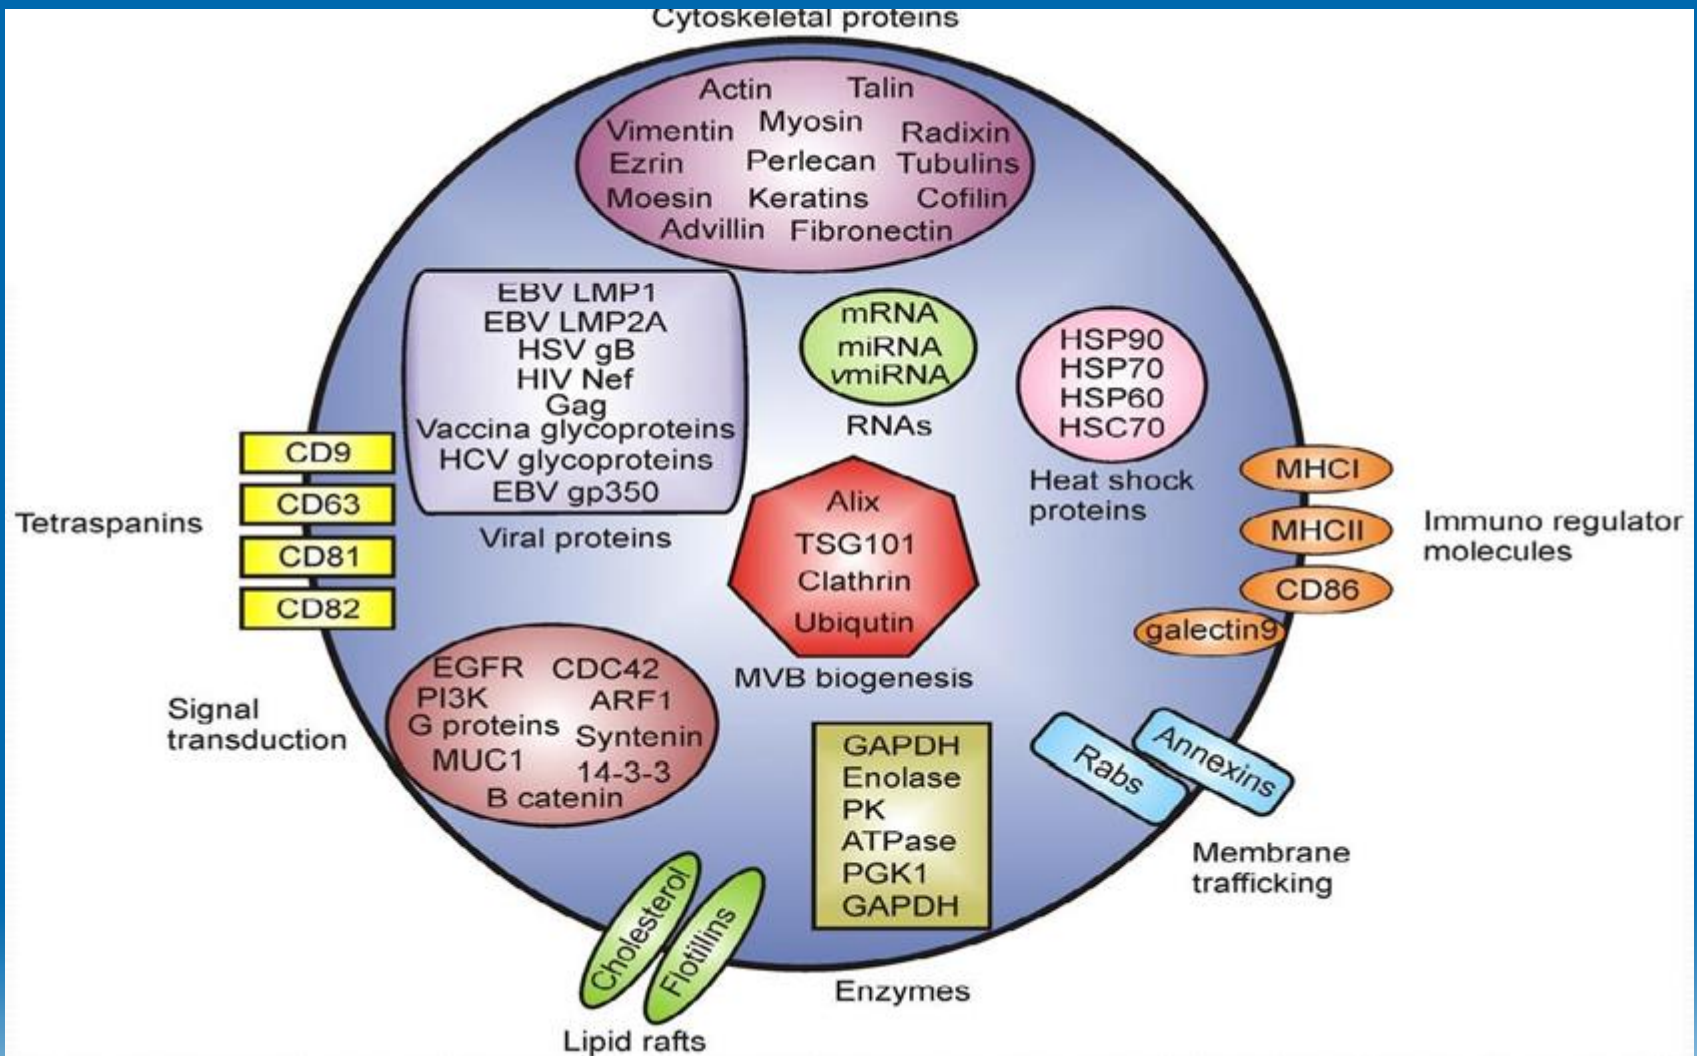 Cytoskeletal proteins
Actin Talin
Vimentin Myosin Radixin
Ezrin Perlecan Tubulins
Moesin Keratins Cofilin
Advillin Fibronectin
EBV LMP1
EBV LMP2A
HSV gB
HIV Nef
Gag
Vaccina glycoproteins
HCV glycoproteins
EBV gp350
Viral proteins
mRNA
miRNA
vmiRNA
RNAs
HSP90
HSP70
HSP60
HSC70
Heat shock
proteins
CD9
CD63
CD81
CD82
Tetraspanins
Alix
TSG101
Clathrin
Ubiqutin
MVB biogenesis
MHCI
MHCII
CD86
galectin9
Immuno regulator
molecules
EGFR CDC42
PI3K ARF1
G proteins Syntenin
MUC1 14-3-3
B catenin
Signal
transduction
GAPDH
Enolase
PK
ATPase
PGK1
GAPDH
Enzymes
Rabs
Annexins
Membrane
trafficking
Cholesterol
Flotillins
Lipid rafts